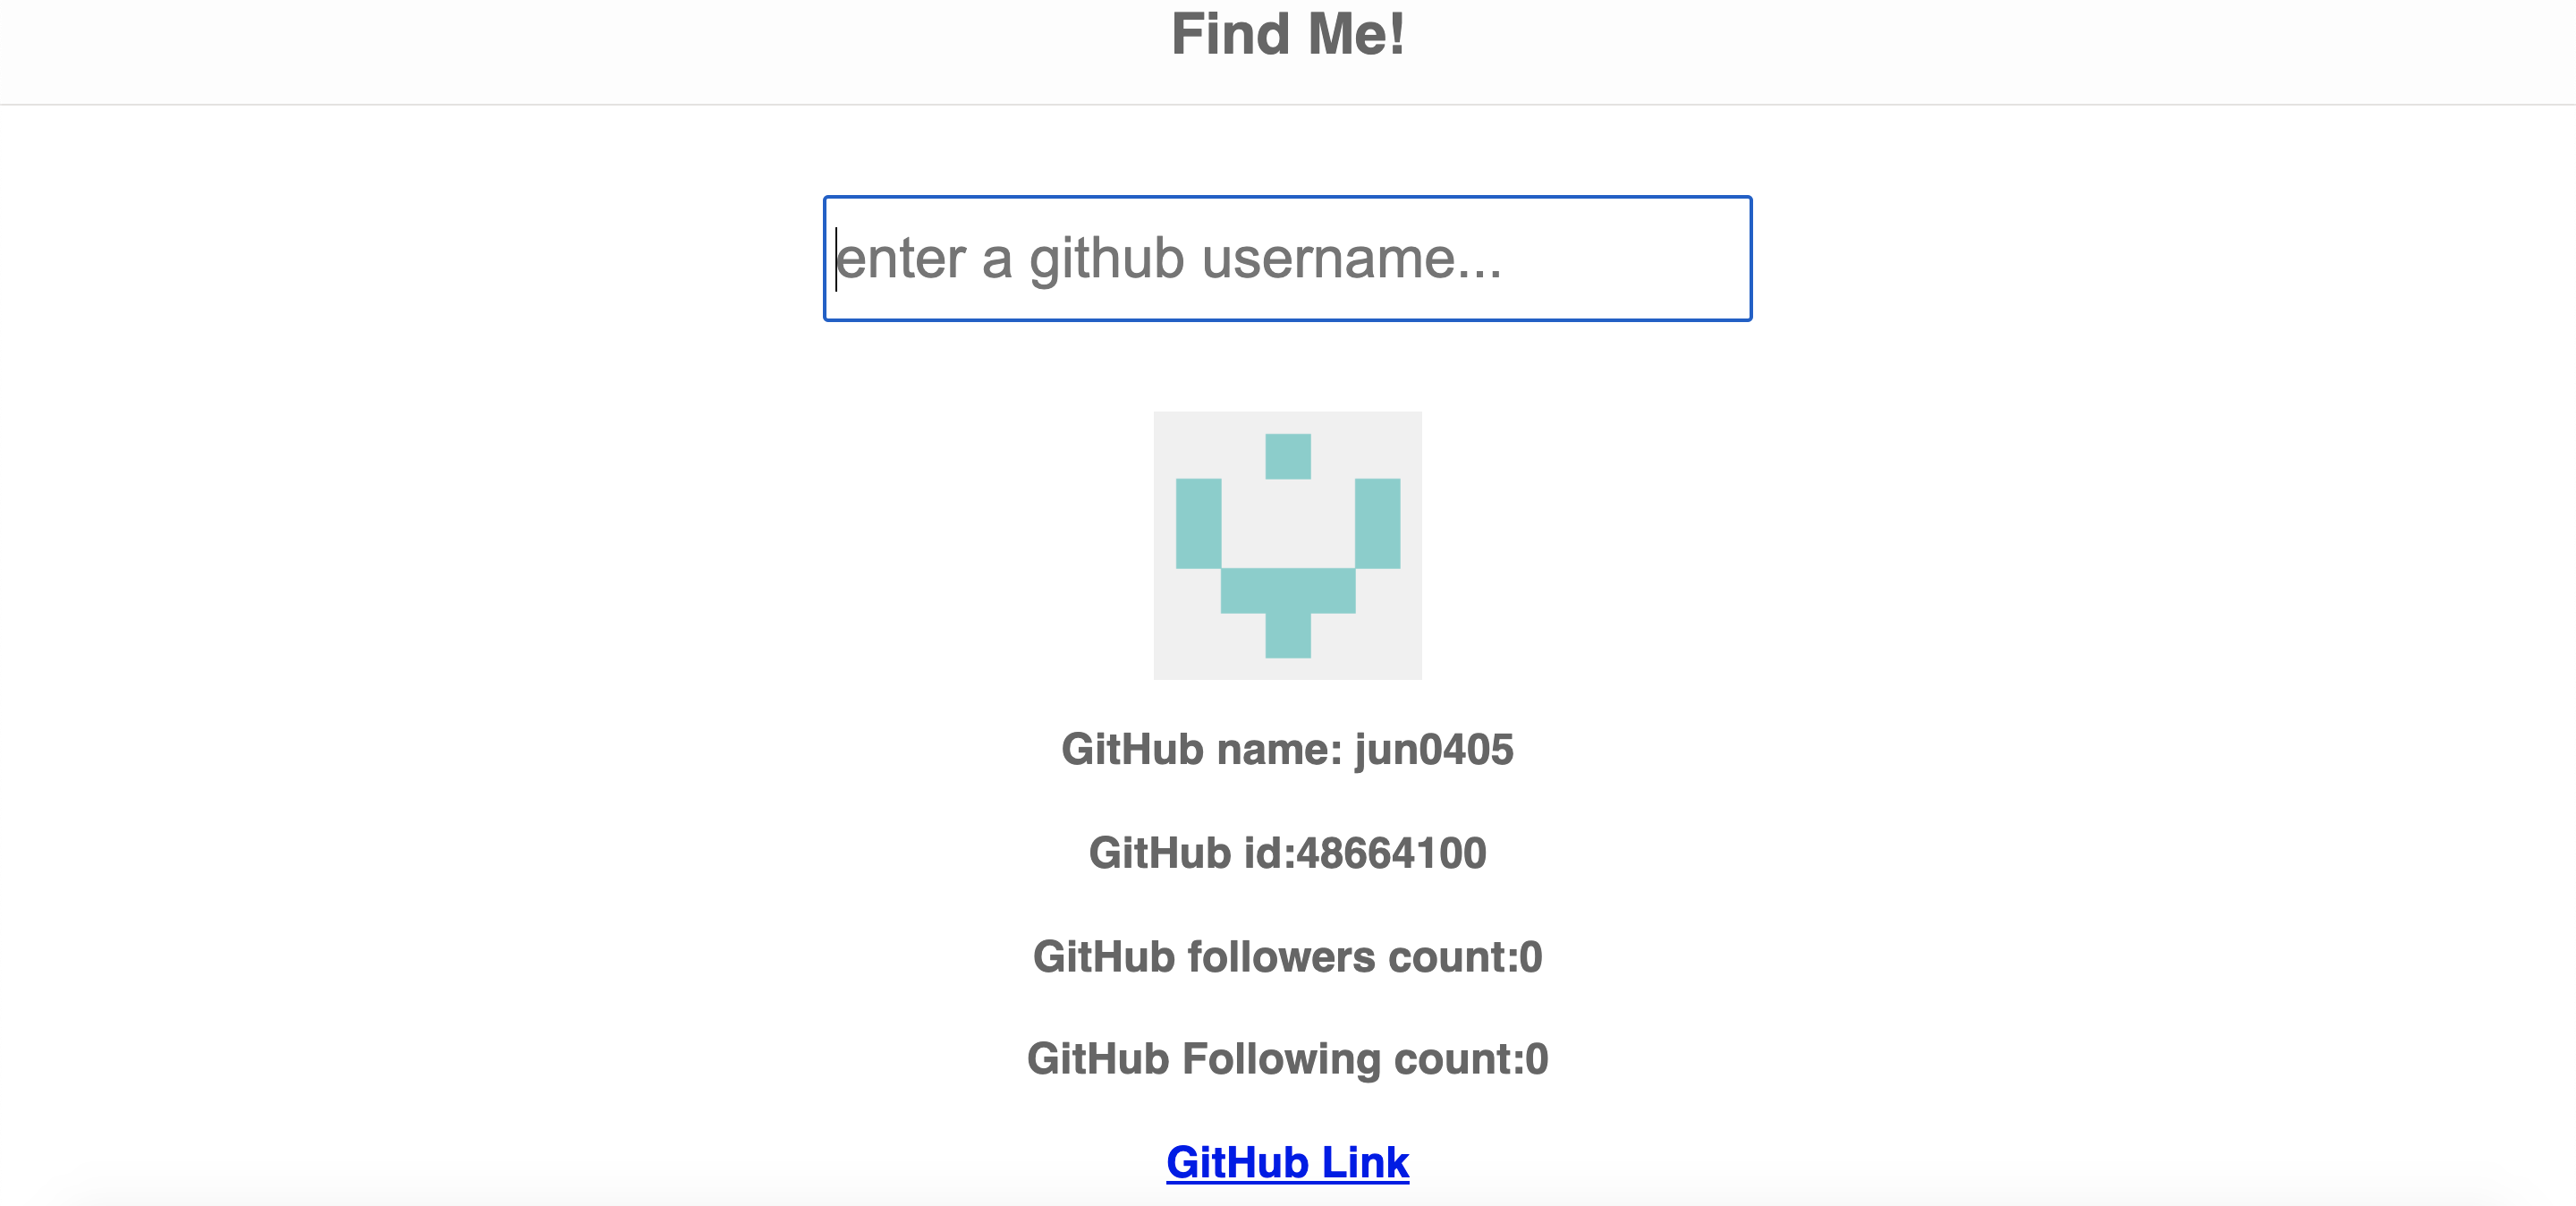 Find Me!
enter a github username...
GitHub name: jun0405
GitHub id:48664100
GitHub followers count:0
GitHub Following count:0
GitHub Link